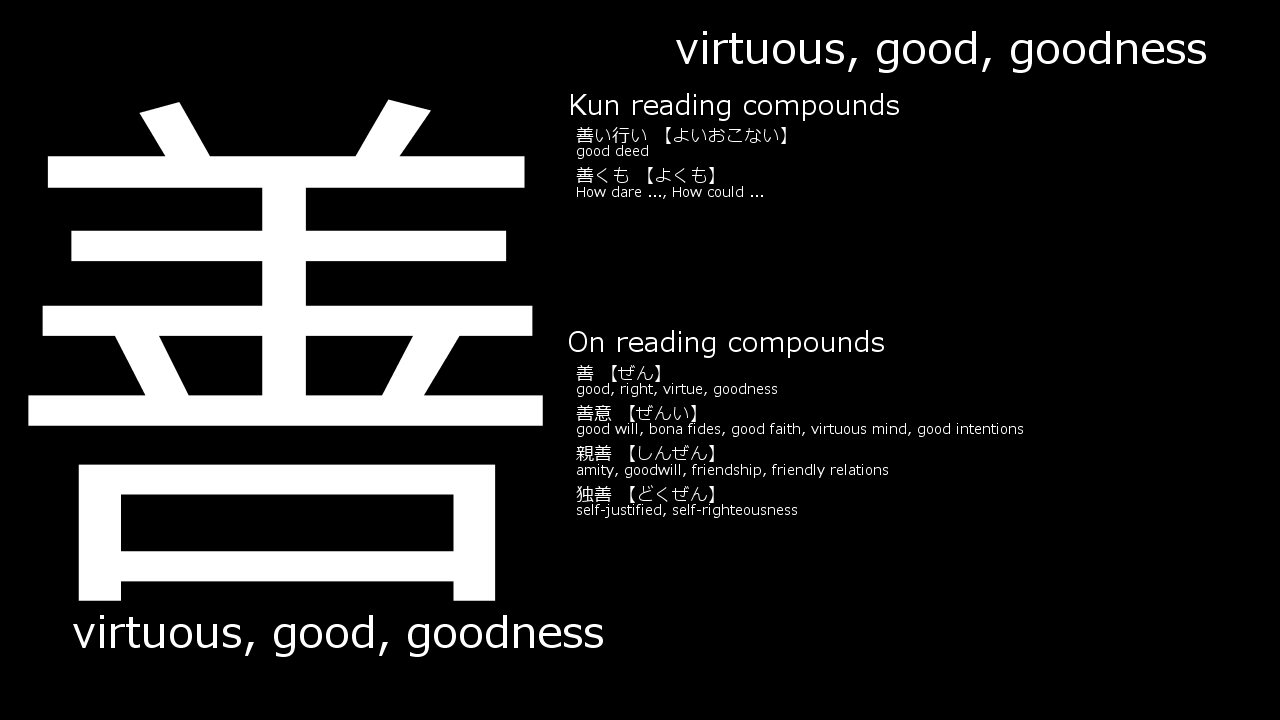 virtuous, good, goodness
善
Kun reading compounds
善い行い 【よいおこない】
good deed
善くも 【よくも】
How dare ..., How could ...
On reading compounds
善 【ぜん】
good, right, virtue, goodness
善意 【ぜんい】
good will, bona fides, good faith, virtuous mind, good intentions
親善 【しんぜん】
amity, goodwill, friendship, friendly relations
独善 【どくぜん】
self-justified, self-righteousness
virtuous, good, goodness